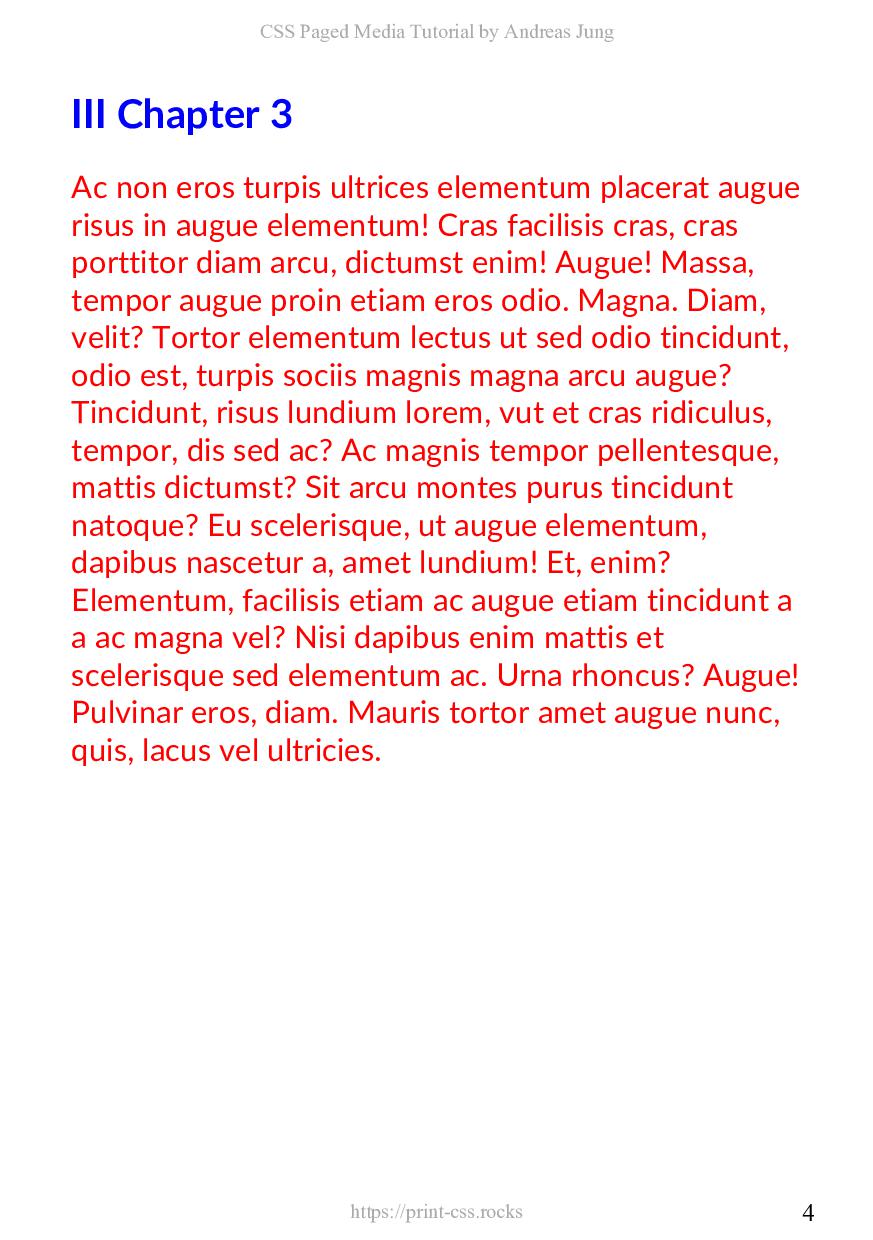 CSS Paged Media Tutorial by Andreas Jung
III Chapter 3
Ac non eros turpis ultrices elementum placerat augue
risus in augue elementum! Cras facilisis cras, cras
porttitor diam arcu, dictumst enim! Augue! Massa,
tempor augue proin etiam eros odio. Magna. Diam,
velit? Tortor elementum lectus ut sed odio tincidunt,
odio est, turpis sociis magnis magna arcu augue?
Tincidunt, risus lundium lorem, vut et cras ridiculus,
tempor, dis sed ac? Ac magnis tempor pellentesque,
mattis dictumst? Sit arcu montes purus tincidunt
natoque? Eu scelerisque, ut augue elementum,
dapibus nascetur a, amet lundium! Et, enim?
Elementum, facilisis etiam ac augue etiam tincidunt a
a ac magna vel? Nisi dapibus enim mattis et
scelerisque sed elementum ac. Urna rhoncus? Augue!
Pulvinar eros, diam. Mauris tortor amet augue nunc,
quis, lacus vel ultricies.
https://print-css.rocks
4